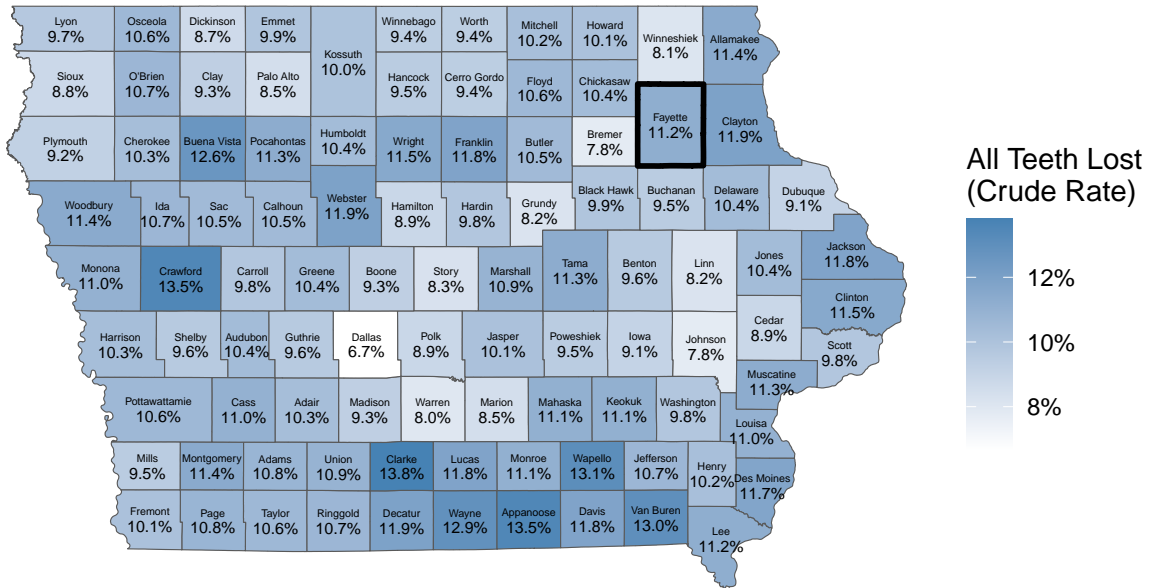 Lyon
9.7%
Osceola
10.6%
Dickinson
8.7%
Emmet
9.9%
Kossuth
10.0%
Winnebago
9.4%
Worth
9.4%
Mitchell
10.2%
Howard
10.1%
Winneshiek
8.1%
Allamakee
11.4%
Sioux
8.8%
O'Brien
10.7%
Clay
9.3%
Palo Alto
8.5%
Hancock
9.5%
Cerro Gordo
9.4%
Floyd
10.6%
Chickasaw
10.4%
Fayette
11.2%
Clayton
11.9%
Plymouth
9.2%
Cherokee
10.3%
Buena Vista
12.6%
Pocahontas
11.3%
Humboldt
10.4%
Wright
11.5%
Franklin
11.8%
Butler
10.5%
Bremer
7.8%
Woodbury
11.4%
Ida
10.7%
Sac
10.5%
Calhoun
10.5%
Webster
11.9%
Hamilton
8.9%
Hardin
9.8%
Grundy
8.2%
Black Hawk
9.9%
Buchanan
9.5%
Delaware
10.4%
Dubuque
9.1%
Monona
11.0%
Crawford
13.5%
Carroll
9.8%
Greene
10.4%
Boone
9.3%
Story
8.3%
Marshall
10.9%
Tama
11.3%
Benton
9.6%
Linn
8.2%
Jones
10.4%
Jackson
11.8%
Clinton
11.5%
Harrison
10.3%
Shelby
9.6%
Audubon
10.4%
Guthrie
9.6%
Dallas
6.7%
Polk
8.9%
Jasper
10.1%
Poweshiek
9.5%
Iowa
9.1%
Johnson
7.8%
Cedar
8.9%
Scott
9.8%
Muscatine
11.3%
Pottawattamie
10.6%
Cass
11.0%
Adair
10.3%
Madison
9.3%
Warren
8.0%
Marion
8.5%
Mahaska
11.1%
Keokuk
11.1%
Washington
9.8%
Louisa
11.0%
Mills
9.5%
Montgomery
11.4%
Adams
10.8%
Union
10.9%
Clarke
13.8%
Lucas
11.8%
Monroe
11.1%
Wapello
13.1%
Jefferson
10.7%
Henry
10.2%
Des Moines
11.7%
Fremont
10.1%
Page
10.8%
Taylor
10.6%
Ringgold
10.7%
Decatur
11.9%
Wayne
12.9%
Appanoose
13.5%
Davis
11.8%
Van Buren
13.0%
Lee
11.2%
All Teeth Lost
(Crude Rate)
12%
10%
8%